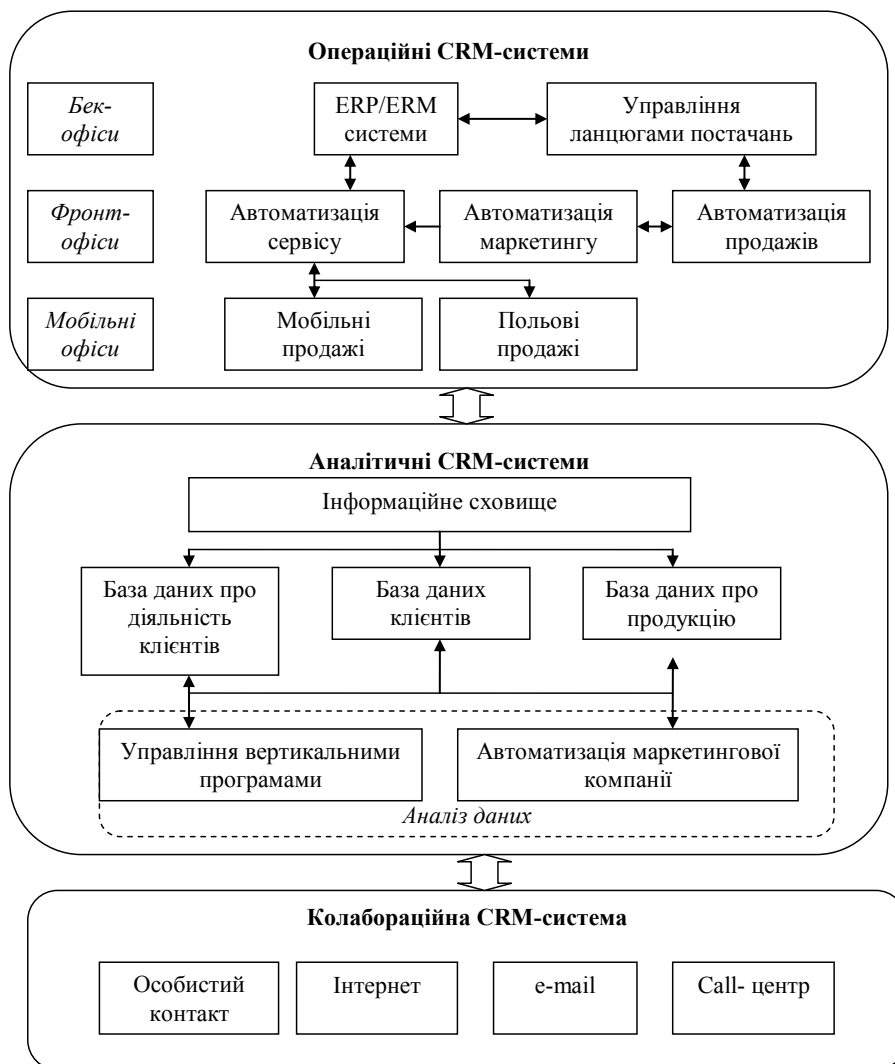 Операційні CRM-системи
Бек-
офіси
ERP/ERM
системи
Управління
ланцюгами постачань
Фронт-
офіси
Автоматизація
сервісу
Автоматизація
маркетингу
Автоматизація
продажів
Мобільні
офіси
Мобільні
продажі
Польові
продажі
Аналітичні CRM-системи
Інформаційне сховище
База даних про
діяльність
клієнтів
База даних
клієнтів
База даних про
продукцію
Управління вертикальними
програмами
Автоматизація маркетингової
компанії
Аналіз даних
Колабораційна CRM-система
Особистий
контакт
Інтернет
e-mail
Call- центр